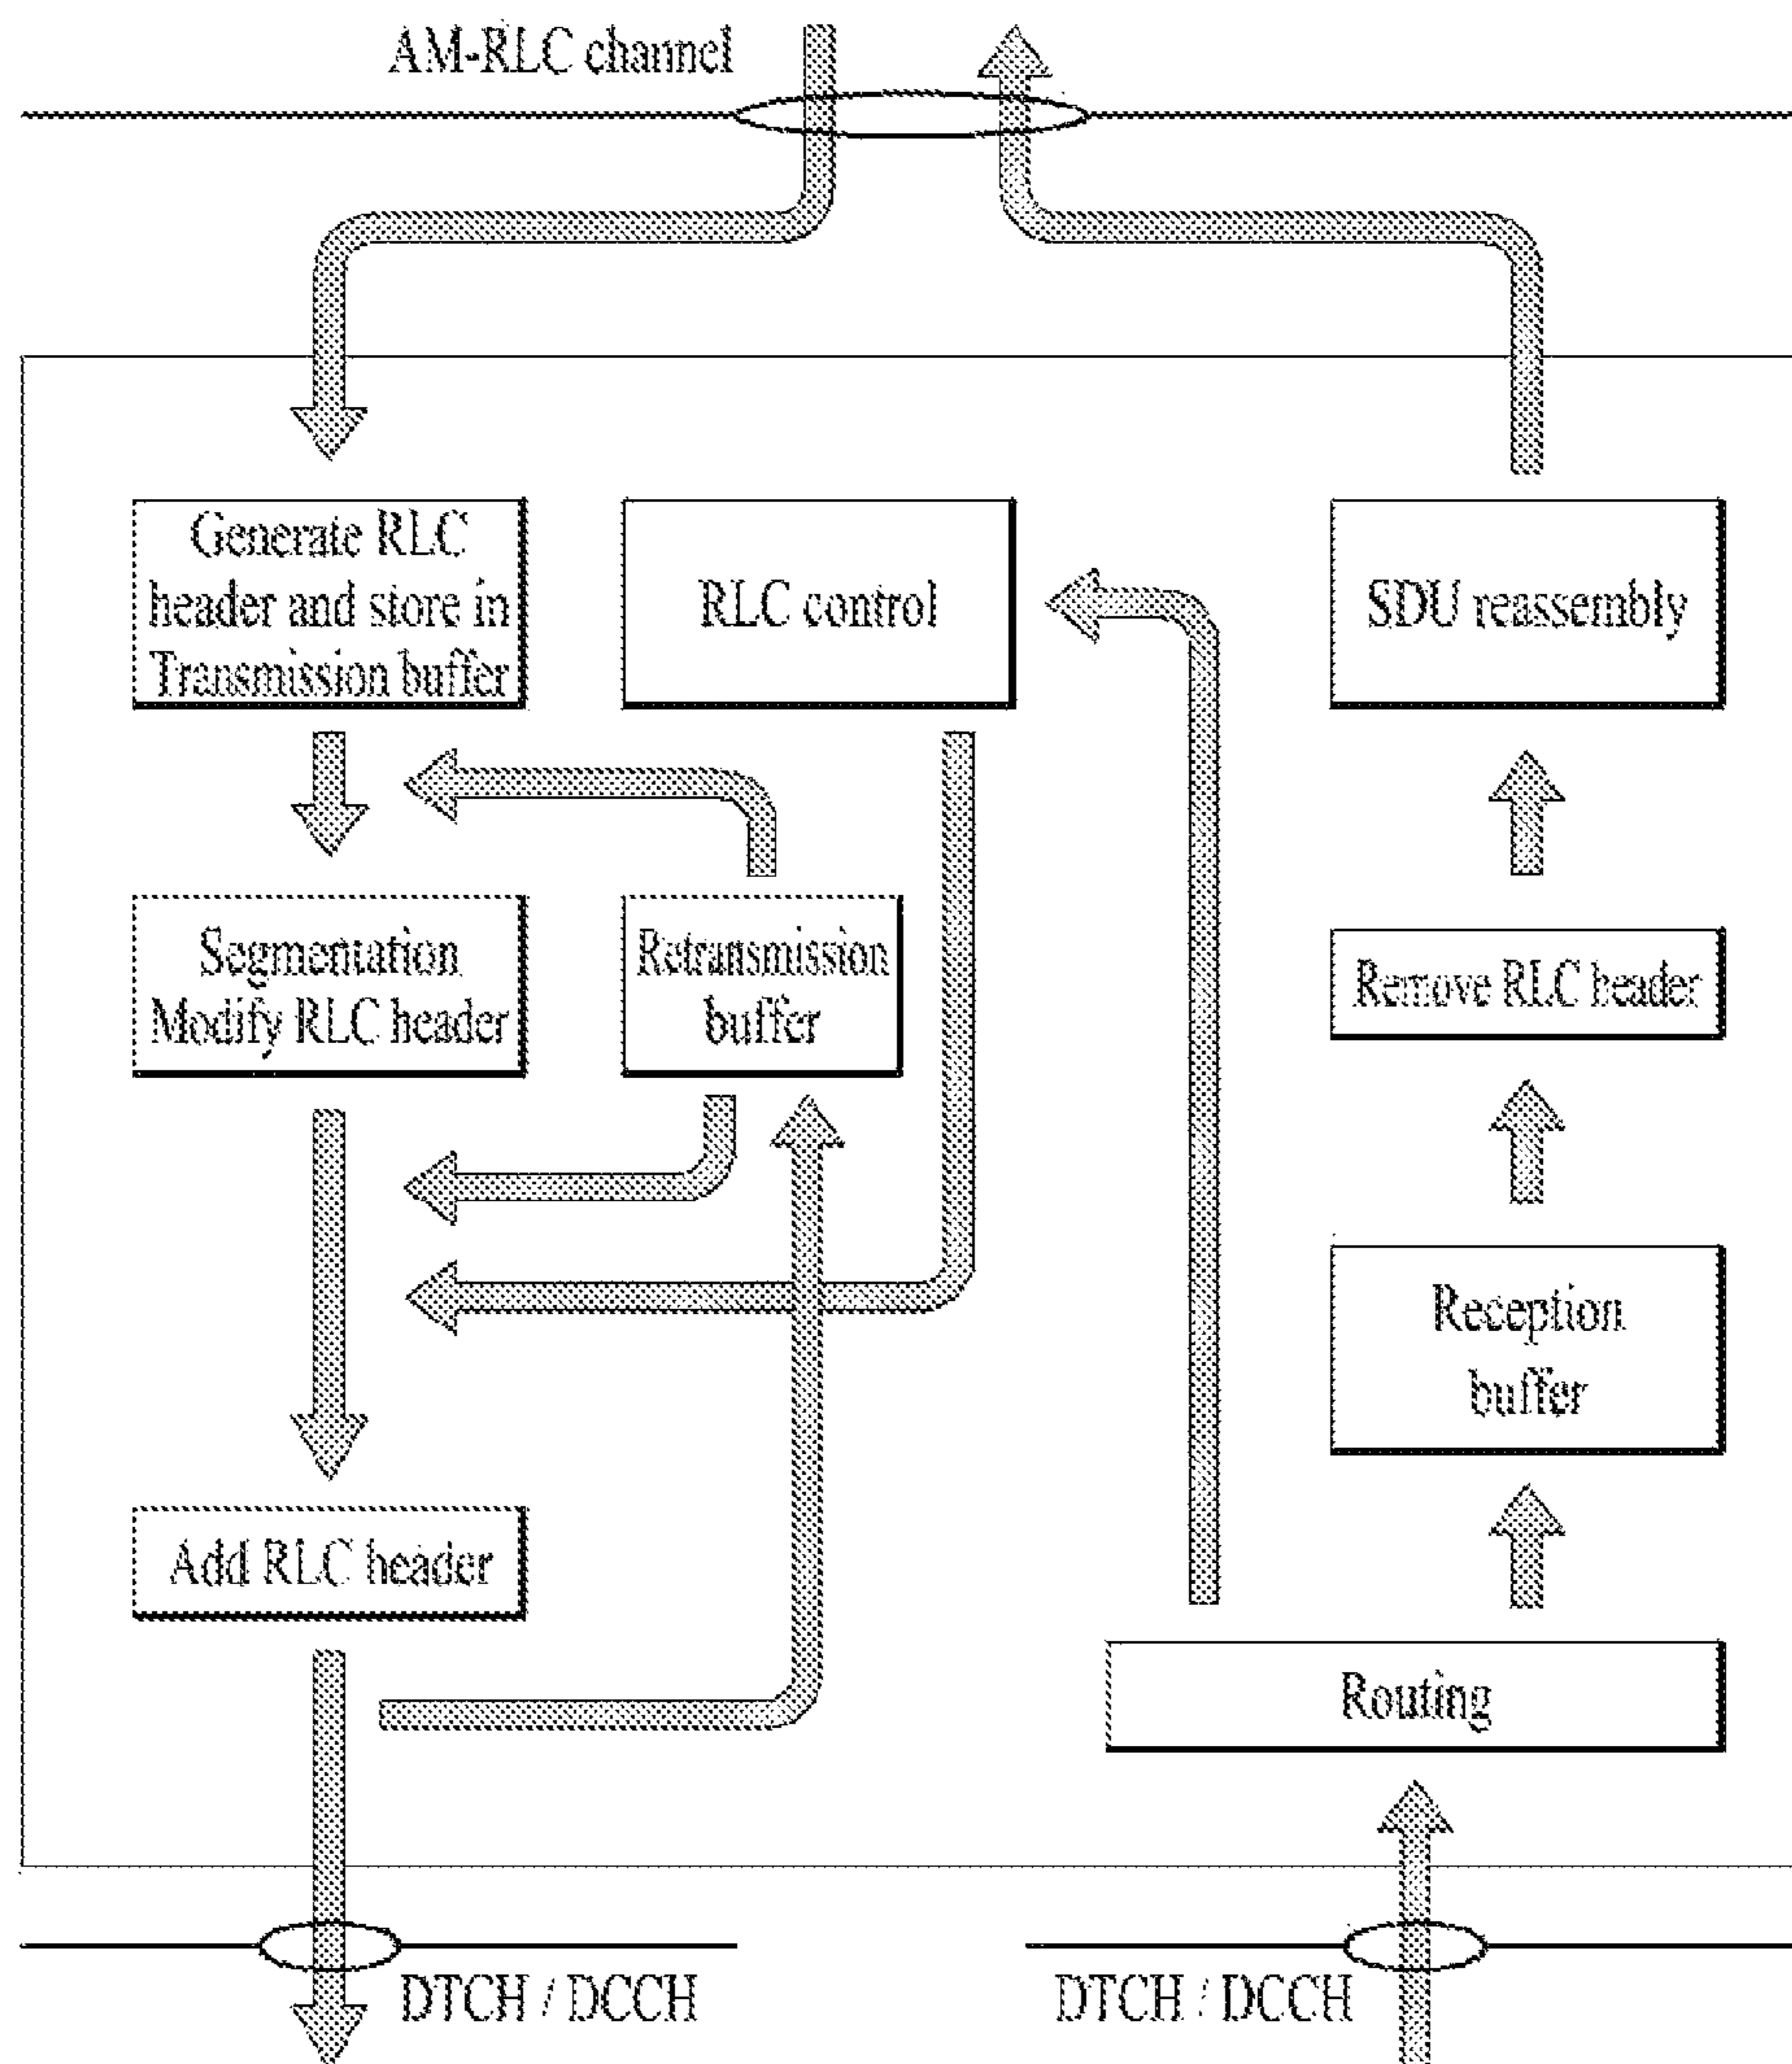 AM-RLC channel
Generate RLC
header and store in
Transmission buffer
RLC control
SDU reassembly
Segmentation
Modify RLC header
Retransmission
buffer
Remove RLC header
Reception
buffer
Add RLC header
Routing
DTCH / DCCH
DTCH / DCCH